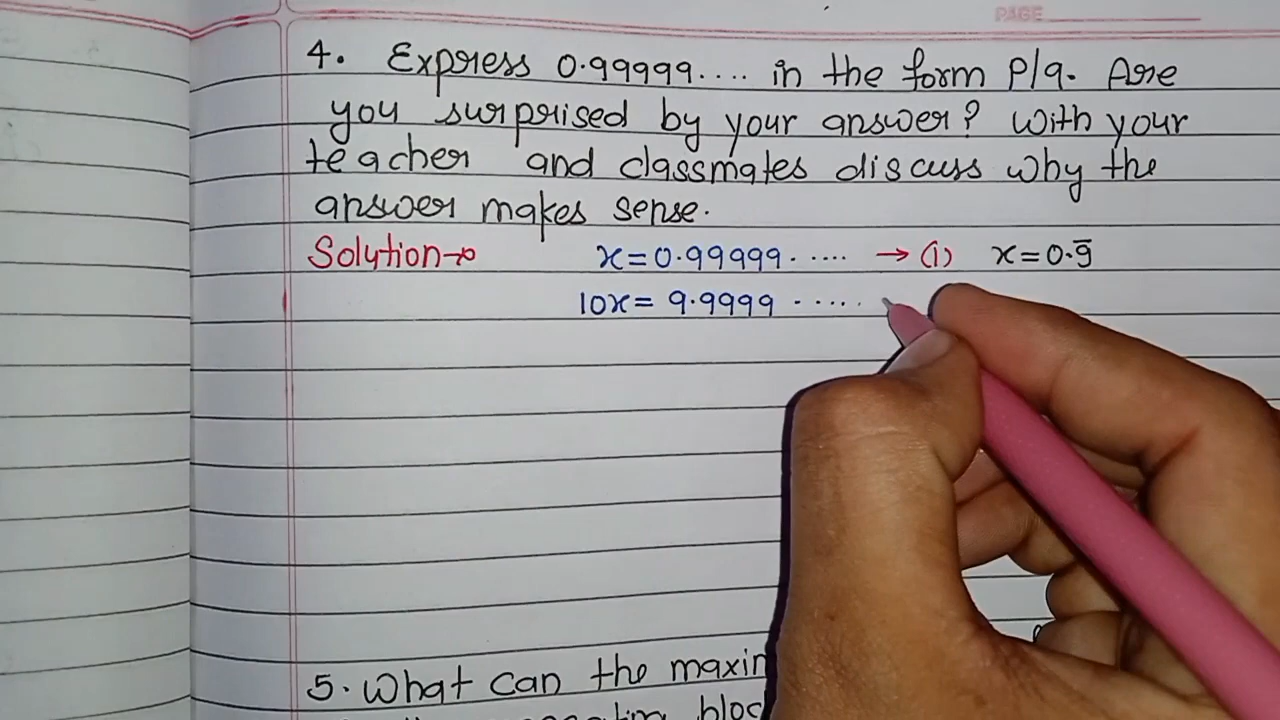 PAGE
4. Express 0.99999.... in the form P/q. Are
you surprised by your answer? With your
teacher and classmates discuss why the
answer makes sense.
Solution→ x=0.99999..... → (1) x=0.9̅
10x= 9.9999 .....
5. What can the
block